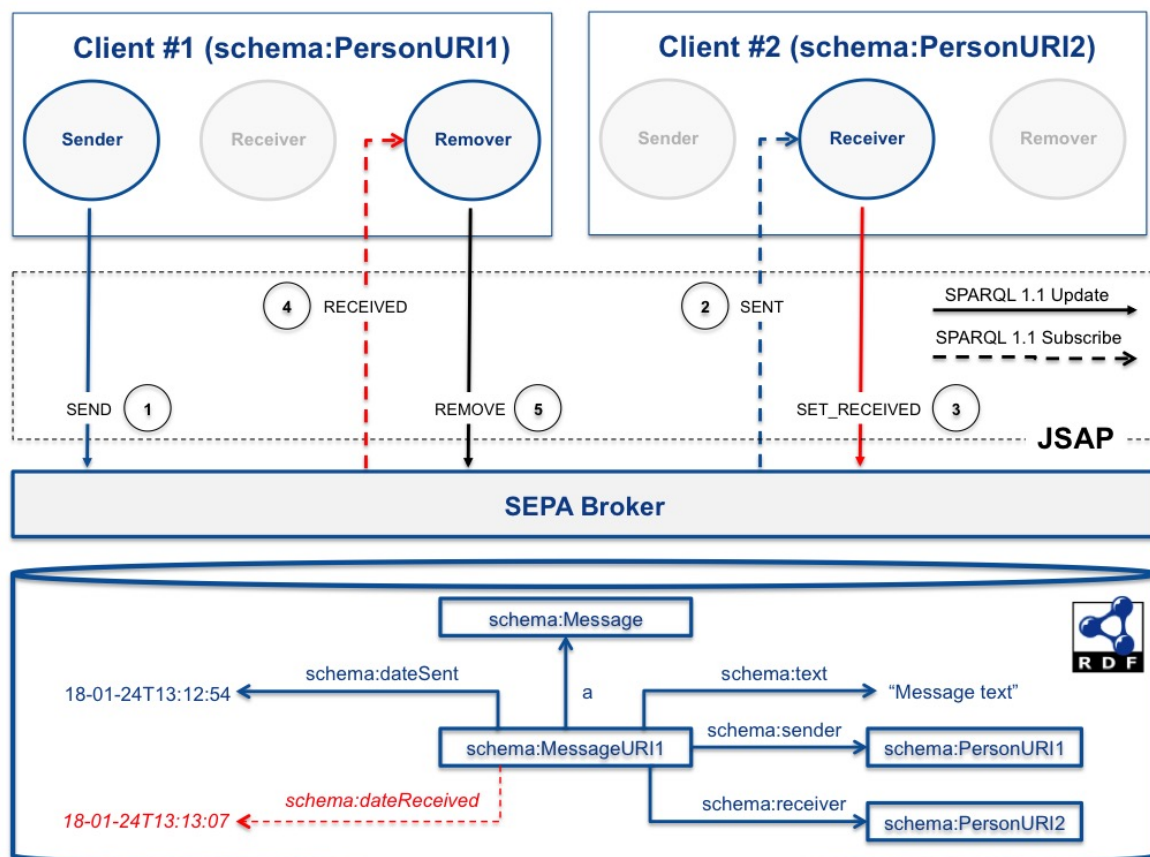 Client #1 (schema:PersonURI1)
Sender
Receiver
Remover
Client #2 (schema:PersonURI2)
Sender
Receiver
Remover
4 RECEIVED
2 SENT
SPARQL 1.1 Update
SPARQL 1.1 Subscribe
SEND 1
REMOVE 5
SET_RECEIVED 3
JSAP
SEPA Broker
schema:Message
RDF
schema:dateSent
18-01-24T13:12:54
a
schema:text
“Message text”
schema:MessageURI1
schema:sender
schema:PersonURI1
schema:dateReceived
18-01-24T13:13:07
schema:receiver
schema:PersonURI2